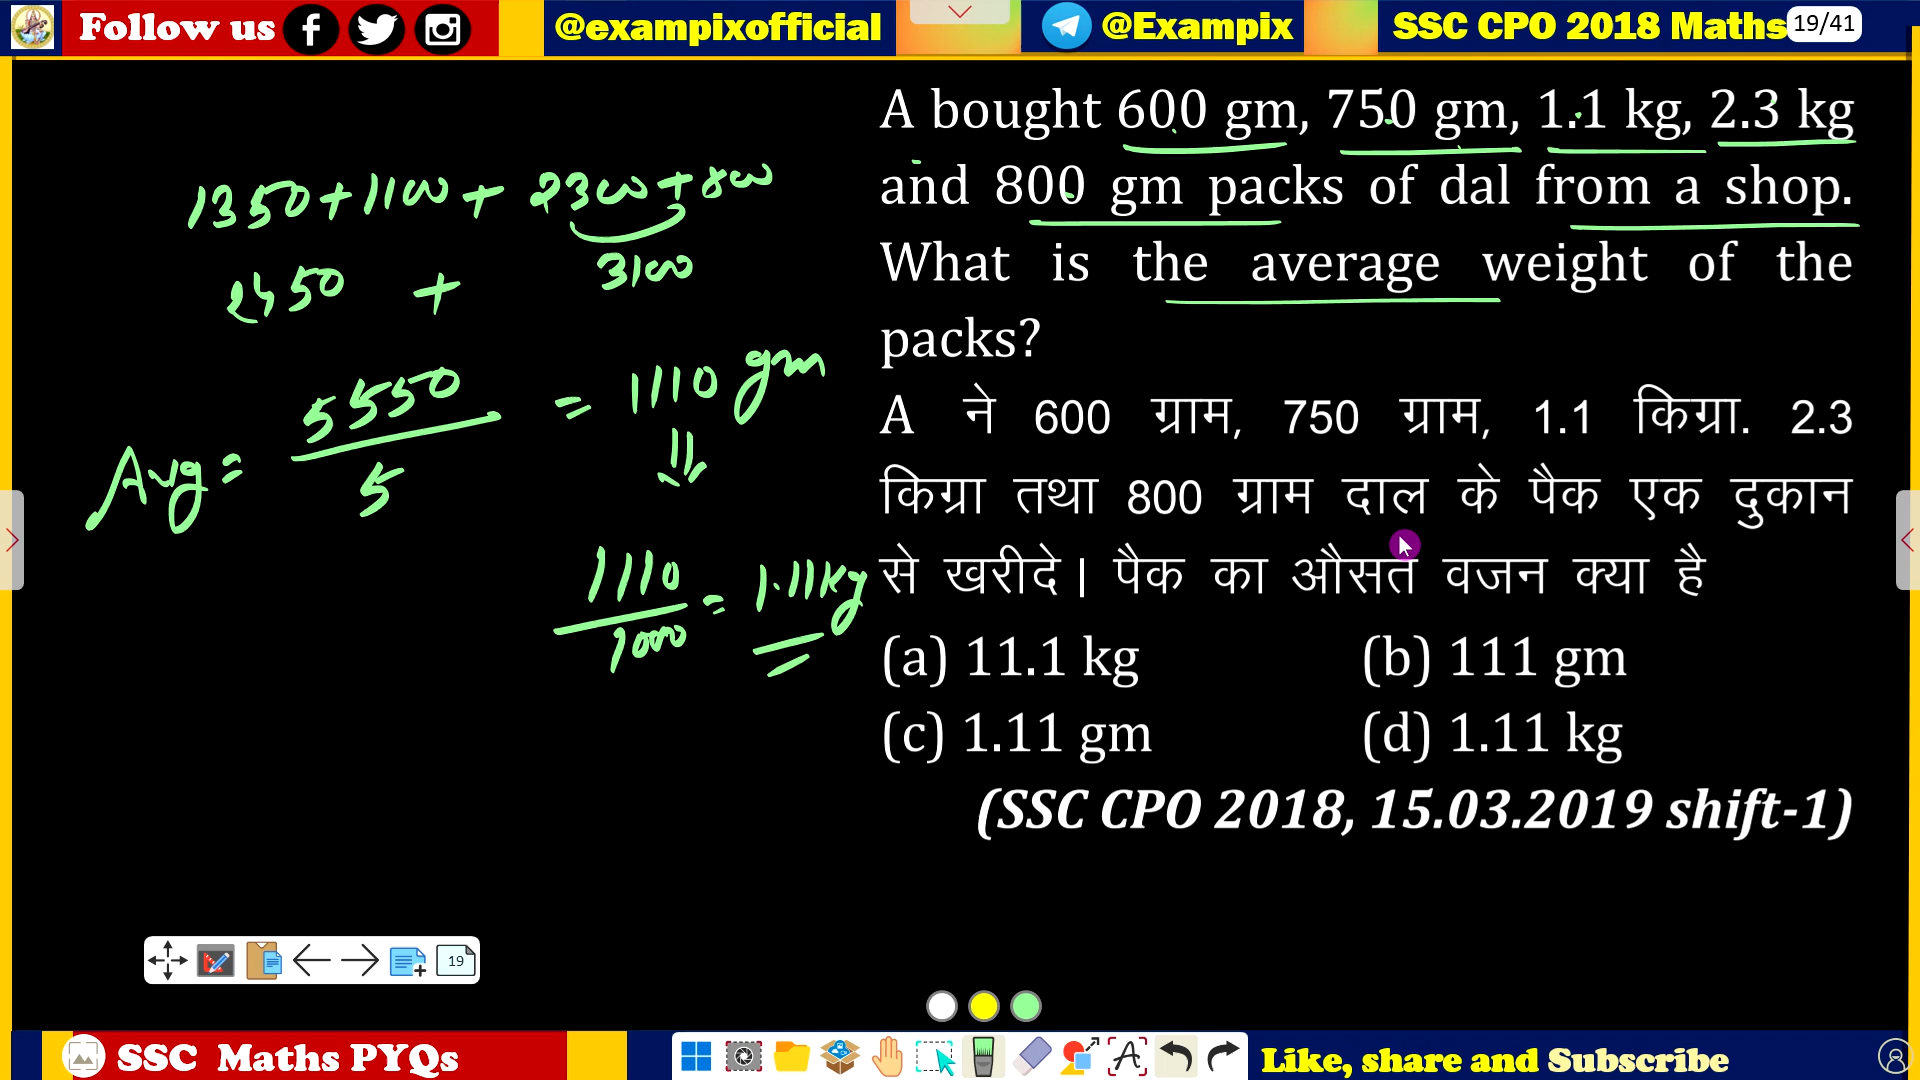 Follow us
@exampixofficial
@Exampix
SSC CPO 2018 Maths
19/41
A bought 600 gm, 750 gm, 1.1 kg, 2.3 kg
and 800 gm packs of dal from a shop.
What is the average weight of the
packs?
A ने 600 ग्राम, 750 ग्राम, 1.1 किग्रा. 2.3
किग्रा तथा 800 ग्राम दाल के पैक एक दुकान
से खरीदे। पैक का औसत वजन क्या है
(a) 11.1 kg (b) 111 gm
(c) 1.11 gm (d) 1.11 kg
(SSC CPO 2018, 15.03.2019 shift-1)
1350+1100+2300+800
2450 + 3100
Avg = 5550 = 1110 gm
5
1110 = 1.11kg
1000
19
SSC Maths PYQs
Like, share and Subscribe